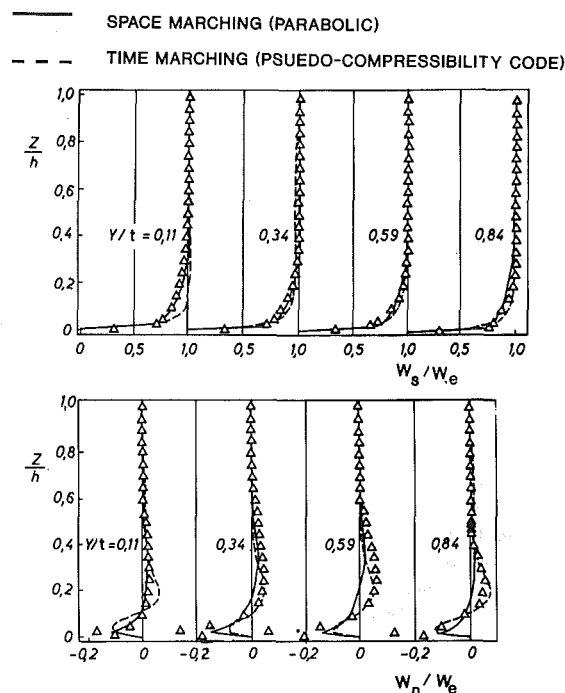 SPACE MARCHING (PARABOLIC)
TIME MARCHING (PSUEDO-COMPRESSIBILITY CODE)
1,0
Z/h
0,8
0,6
Y/t = 0,11 0,34 0,59 0,84
0,4
0,2
0
0 0,5 1,0 0,5 1,0 0,5 1,0 0,5 1,0
Ws/We
1,0
Z/h
0,8
0,6
Y/t = 0,11 0,34 0,59 0,84
0,4
0,2
0
-0,2 0 -0,2 0 -0,2 0 -0,2 0
Wn/We